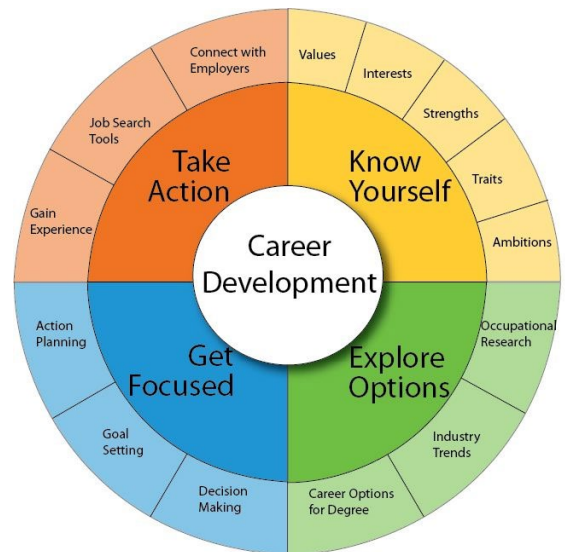 Career
Development
Know
Yourself
Values
Interests
Strengths
Traits
Ambitions
Explore
Options
Occupational
Research
Industry
Trends
Career Options
for Degree
Get
Focused
Decision
Making
Goal
Setting
Action
Planning
Take
Action
Gain
Experience
Job Search
Tools
Connect with
Employers